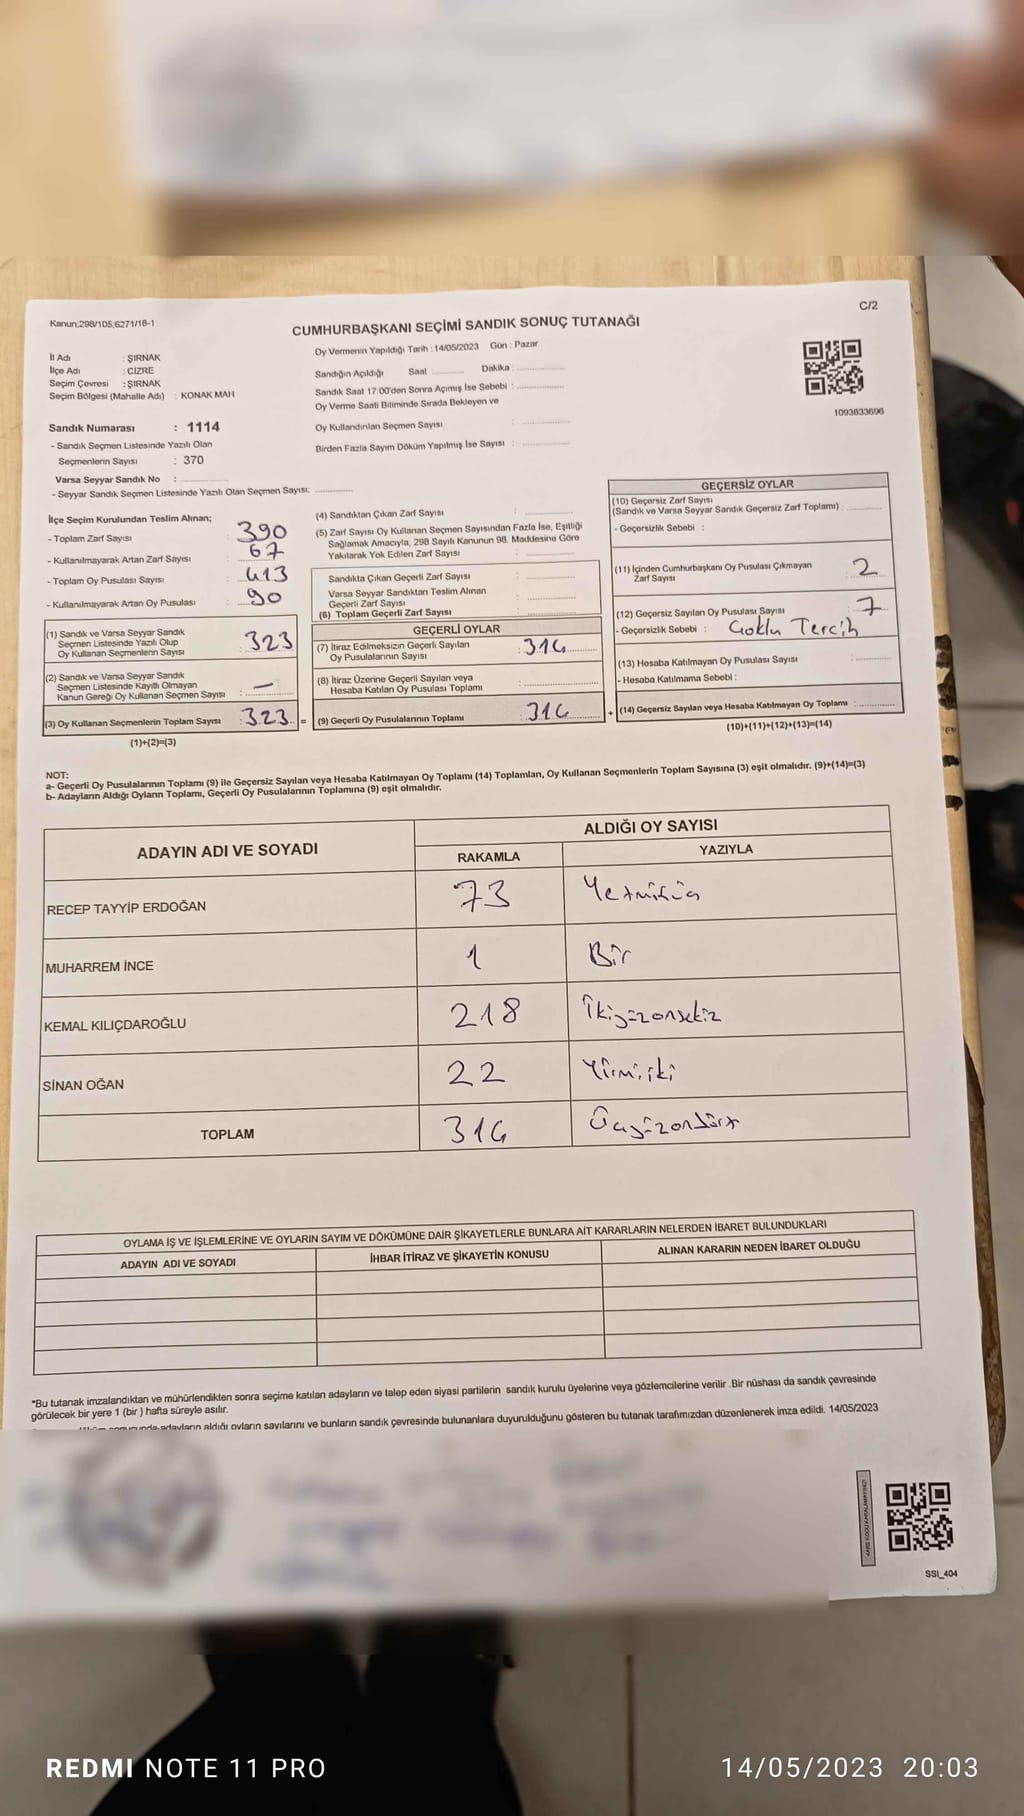 Kanun;298/105;6271/18-1
C/2
CUMHURBAŞKANI SEÇİMİ SANDIK SONUÇ TUTANAĞI
İl Adı : ŞIRNAK
İlçe Adı : CİZRE
Seçim Çevresi : ŞIRNAK
Seçim Bölgesi (Mahalle Adı) : KONAK MAH
Sandık Numarası : 1114
- Sandık Seçmen Listesinde Yazılı Olan
Seçmenlerin Sayısı : 370
Varsa Seyyar Sandık No :
- Seyyar Sandık Seçmen Listesinde Yazılı Olan Seçmen Sayısı:
Oy Vermenin Yapıldığı Tarih : 14/05/2023 Gün : Pazar
Sandığın Açıldığı Saat Dakika :
Sandık Saat 17.00'den Sonra Açımış İse Sebebi :
Oy Verme Saati Bitiminde Sırada Bekleyen ve
Oy Kullandırılan Seçmen Sayısı :
Birden Fazla Sayım Döküm Yapılmış İse Sayısı :
1093833696
İlçe Seçim Kurulundan Teslim Alınan;
- Toplam Zarf Sayısı : 390
- Kullanılmayarak Artan Zarf Sayısı : 67
- Toplam Oy Pusulası Sayısı : 413
- Kullanılmayarak Artan Oy Pusulası : 90
(1) Sandık ve Varsa Seyyar Sandık
Seçmen Listesinde Yazılı Olup
Oy Kullanan Seçmenlerin Sayısı : 323
(2) Sandık ve Varsa Seyyar Sandık
Seçmen Listesinde Kayıtlı Olmayan
Kanun Gereği Oy Kullanan Seçmen Sayısı : —
(3) Oy Kullanan Seçmenlerin Toplam Sayısı : 323 =
(1)+(2)=(3)
(4) Sandıktan Çıkan Zarf Sayısı :
(5) Zarf Sayısı Oy Kullanan Seçmen Sayısından Fazla İse, Eşitliği
Sağlamak Amacıyla, 298 Sayılı Kanunun 98. Maddesine Göre
Yakılarak Yok Edilen Zarf Sayısı :
Sandıkta Çıkan Geçerli Zarf Sayısı :
Varsa Seyyar Sandıktan Teslim Alınan
Geçerli Zarf Sayısı :
(6) Toplam Geçerli Zarf Sayısı :
GEÇERLİ OYLAR
(7) İtiraz Edilmeksizin Geçerli Sayılan
Oy Pusulalarının Sayısı : 314
(8) İtiraz Üzerine Geçerli Sayılan veya
Hesaba Katılan Oy Pusulası Toplamı :
(9) Geçerli Oy Pusulalarının Toplamı : 314 +
GEÇERSİZ OYLAR
(10) Geçersiz Zarf Sayısı
(Sandık ve Varsa Seyyar Sandık Geçersiz Zarf Toplamı) :
- Geçersizlik Sebebi :
(11) İçinden Cumhurbaşkanı Oy Pusulası Çıkmayan
Zarf Sayısı : 2
(12) Geçersiz Sayılan Oy Pusulası Sayısı : 7
- Geçersizlik Sebebi : Çoklu Tercih
(13) Hesaba Katılmayan Oy Pusulası Sayısı :
- Hesaba Katılmama Sebebi :
(14) Geçersiz Sayılan veya Hesaba Katılmayan Oy Toplamı :
(10)+(11)+(12)+(13)=(14)
NOT:
a- Geçerli Oy Pusulalarının Toplamı (9) ile Geçersiz Sayılan veya Hesaba Katılmayan Oy Toplamı (14) Toplamları, Oy Kullanan Seçmenlerin Toplam Sayısına (3) eşit olmalıdır. (9)+(14)=(3)
b- Adayların Aldığı Oyların Toplamı, Geçerli Oy Pusulalarının Toplamına (9) eşit olmalıdır.
ADAYIN ADI VE SOYADI
ALDIĞI OY SAYISI
RAKAMLA YAZIYLA
RECEP TAYYİP ERDOĞAN 73 Yetmişüç
MUHARREM İNCE 1 Bir
KEMAL KILIÇDAROĞLU 218 İkiyüzonsekiz
SİNAN OĞAN 22 Yirmiiki
TOPLAM 314 Üçyüzondört
OYLAMA İŞ VE İŞLEMLERİNE VE OYLARIN SAYIM VE DÖKÜMÜNE DAİR ŞİKAYETLERLE BUNLARA AİT KARARLARIN NELERDEN İBARET BULUNDUKLARI
ADAYIN ADI VE SOYADI İHBAR İTİRAZ VE ŞİKAYETİN KONUSU ALINAN KARARIN NEDEN İBARET OLDUĞU
*Bu tutanak imzalandıktan ve mühürlendikten sonra seçime katılan adayların ve talep eden siyasi partilerin sandık kurulu üyelerine veya gözlemcilerine verilir .Bir nüshası da sandık çevresinde
görülecek bir yere 1 (bir ) hafta süreyle asılır.
adayların aldığı oyların sayılarını ve bunların sandık çevresinde bulunanlara duyurulduğunu gösteren bu tutanak tarafımızdan düzenlenerek imza edildi. 14/05/2023
SSI_404
REDMI NOTE 11 PRO
14/05/2023 20:03